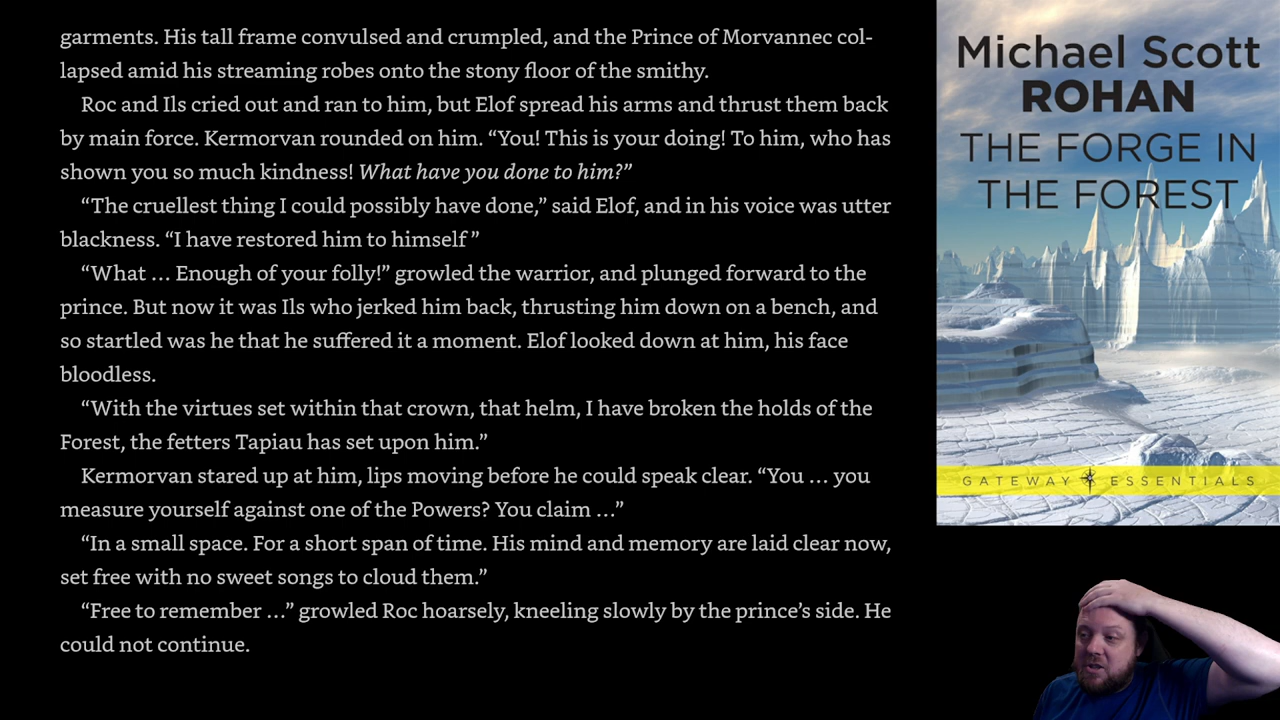 garments. His tall frame convulsed and crumpled, and the Prince of Morvannec col-
lapsed amid his streaming robes onto the stony floor of the smithy.
Roc and Ils cried out and ran to him, but Elof spread his arms and thrust them back
by main force. Kermorvan rounded on him. “You! This is your doing! To him, who has
shown you so much kindness! What have you done to him?”
“The cruellest thing I could possibly have done,” said Elof, and in his voice was utter
blackness. “I have restored him to himself ”
“What … Enough of your folly!” growled the warrior, and plunged forward to the
prince. But now it was Ils who jerked him back, thrusting him down on a bench, and
so startled was he that he suffered it a moment. Elof looked down at him, his face
bloodless.
“With the virtues set within that crown, that helm, I have broken the holds of the
Forest, the fetters Tapiau has set upon him.”
Kermorvan stared up at him, lips moving before he could speak clear. “You … you
measure yourself against one of the Powers? You claim …”
“In a small space. For a short span of time. His mind and memory are laid clear now,
set free with no sweet songs to cloud them.”
“Free to remember …” growled Roc hoarsely, kneeling slowly by the prince’s side. He
could not continue.
Michael Scott
ROHAN
THE FORGE IN
THE FOREST
GATEWAY ESSENTIALS